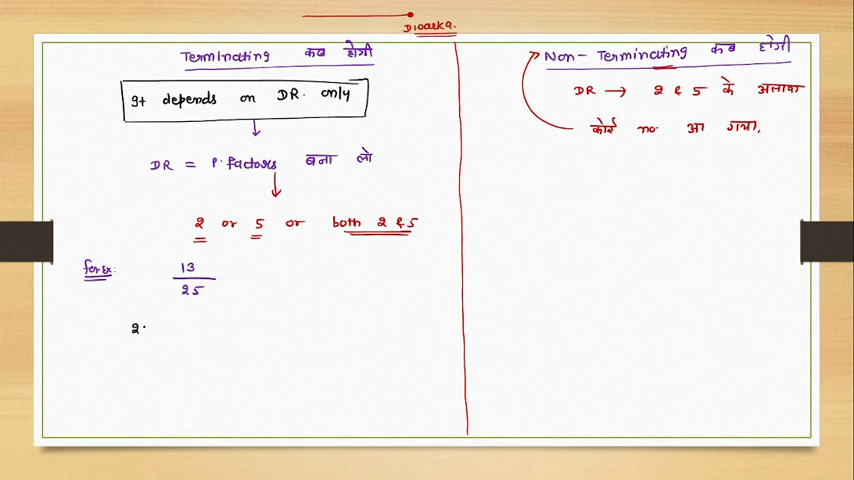 Dwarka.
Terminating कब होगी
It depends on DR. only
DR = P. factors बना लो
2 or 5 or both 2 & 5
For Ex:
13
25
2.
Non-Terminating कब होगी
DR → 2 & 5 के अलावा
कोई no. आ गया.